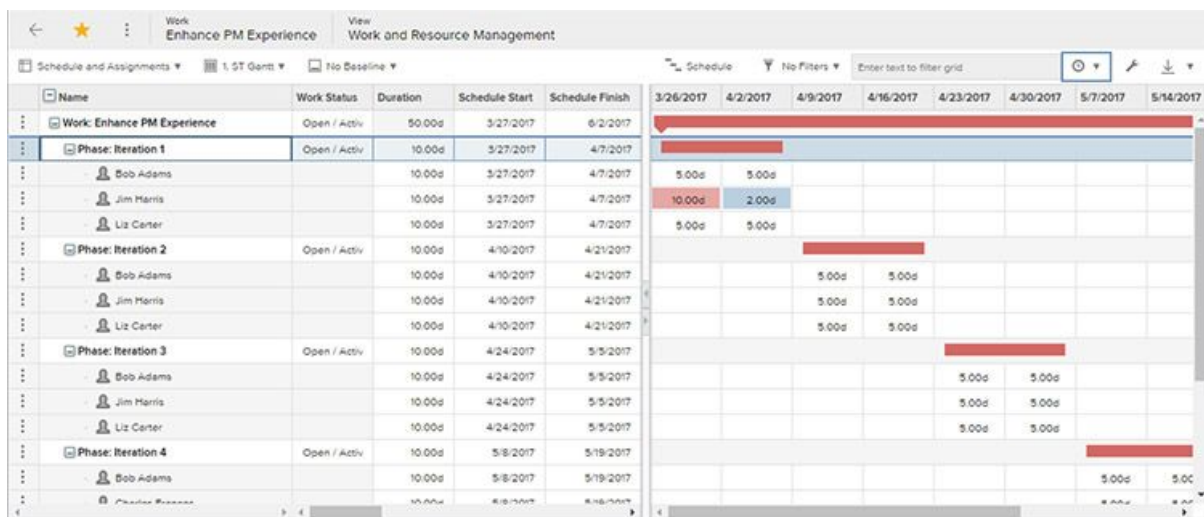 Work View
Enhance PM Experience Work and Resource Management
Schedule and Assignments 1. ST Gantt No Baseline Schedule No Filters Enter text to filter grid
Name Work Status Duration Schedule Start Schedule Finish 3/26/2017 4/2/2017 4/9/2017 4/16/2017 4/23/2017 4/30/2017 5/7/2017 5/14/2017
Work: Enhance PM Experience Open / Activ 50.00d 3/27/2017 6/2/2017
Phase: Iteration 1 Open / Activ 10.00d 3/27/2017 4/7/2017
Bob Adams 10.00d 3/27/2017 4/7/2017 5.00d 5.00d
Jim Harris 10.00d 3/27/2017 4/7/2017 10.00d 2.00d
Liz Carter 10.00d 3/27/2017 4/7/2017 5.00d 5.00d
Phase: Iteration 2 Open / Activ 10.00d 4/10/2017 4/21/2017
Bob Adams 10.00d 4/10/2017 4/21/2017 5.00d 5.00d
Jim Harris 10.00d 4/10/2017 4/21/2017 5.00d 5.00d
Liz Carter 10.00d 4/10/2017 4/21/2017 5.00d 5.00d
Phase: Iteration 3 Open / Activ 10.00d 4/24/2017 5/5/2017
Bob Adams 10.00d 4/24/2017 5/5/2017 5.00d 5.00d
Jim Harris 10.00d 4/24/2017 5/5/2017 5.00d 5.00d
Liz Carter 10.00d 4/24/2017 5/5/2017 5.00d 5.00d
Phase: Iteration 4 Open / Activ 10.00d 5/8/2017 5/19/2017
Bob Adams 10.00d 5/8/2017 5/19/2017 5.00d 5.00